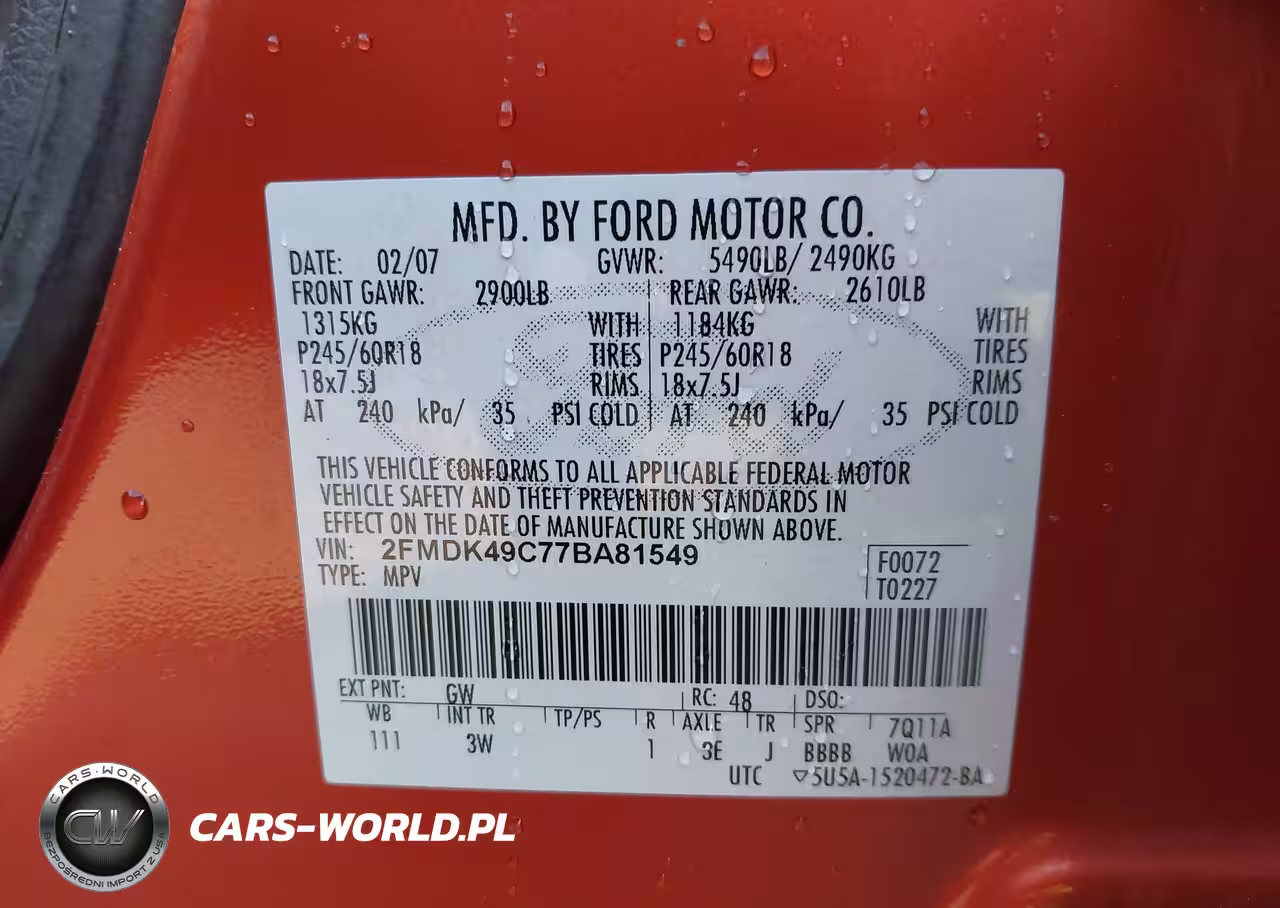 MFD. BY FORD MOTOR CO.
DATE: 02/07 GVWR: 5490LB/ 2490KG
FRONT GAWR: 2900LB REAR GAWR: 2610LB
1315KG WITH 1184KG WITH
P245/60R18 TIRES P245/60R18 TIRES
18x7.5J RIMS 18x7.5J RIMS
AT 240 kPa/ 35 PSI COLD AT 240 kPa/ 35 PSI COLD
THIS VEHICLE CONFORMS TO ALL APPLICABLE FEDERAL MOTOR
VEHICLE SAFETY AND THEFT PREVENTION STANDARDS IN
EFFECT ON THE DATE OF MANUFACTURE SHOWN ABOVE.
VIN: 2FMDK49C77BA81549
TYPE: MPV
F0072
T0227
EXT PNT: GW RC: 48 DSO:
WB INT TR TP/PS R AXLE TR SPR 7Q11A
111 3W 1 3E J BBBB W0A
UTC ▽5U5A-1520472-BA
CARS-WORLD
CW
BEZPOŚREDNI IMPORT Z USA
CARS-WORLD.PL